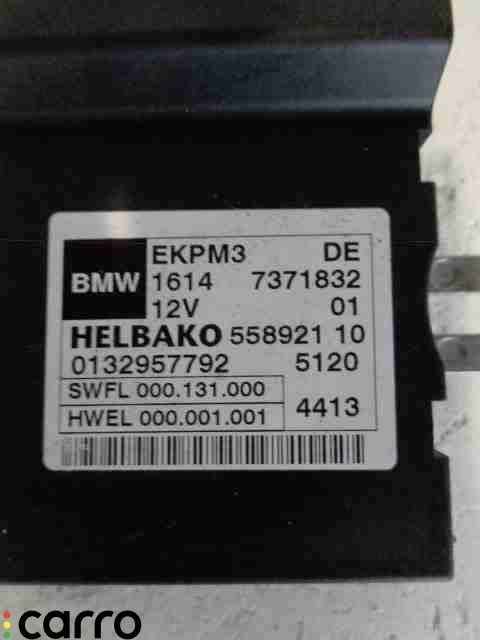 BMW EKPM3 DE
1614 7371832
12V 01
HELBAKO 558921 10
0132957792 5120
SWFL 000.131.000
HWEL 000.001.001 4413
carro